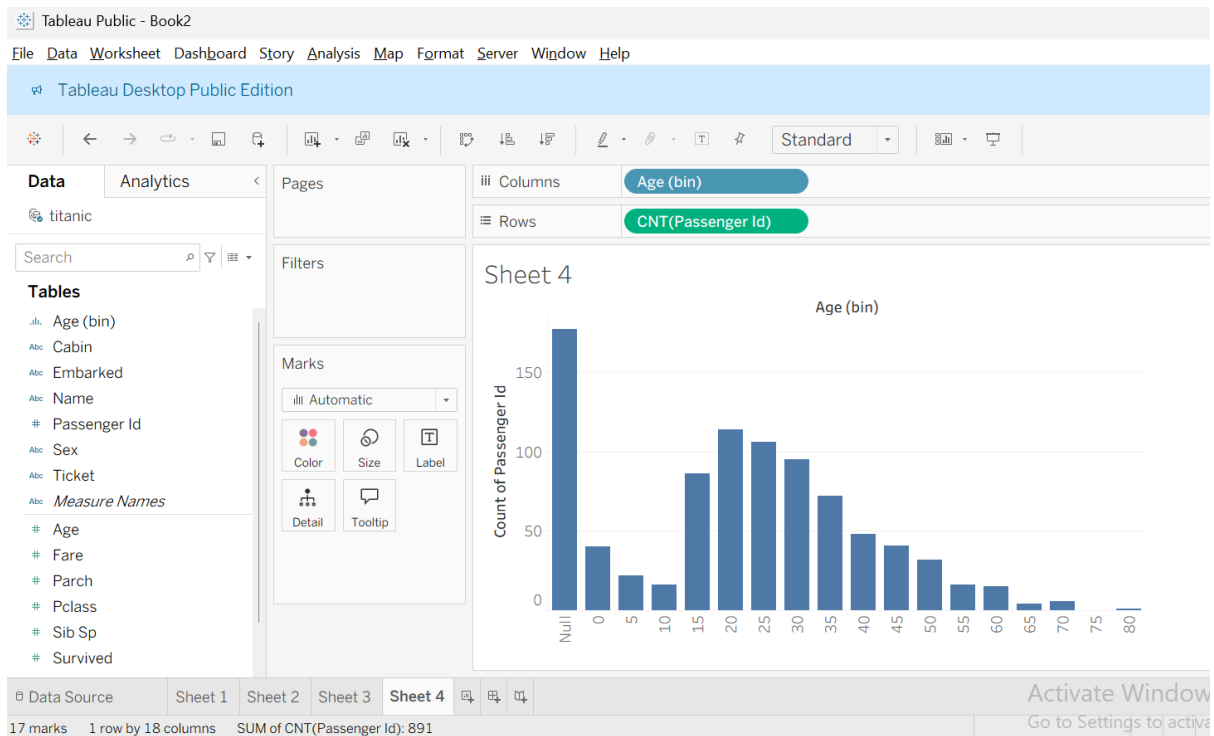 Tableau Public - Book2
File Data Worksheet Dashboard Story Analysis Map Format Server Window Help
Tableau Desktop Public Edition
Standard
Data Analytics
titanic
Search
Tables
Age (bin)
Cabin
Embarked
Name
Passenger Id
Sex
Ticket
Measure Names
Age
Fare
Parch
Pclass
Sib Sp
Survived
Pages
Filters
Marks
Automatic
Color Size Label
Detail Tooltip
Columns Age (bin)
Rows CNT(Passenger Id)
Sheet 4
Age (bin)
Count of Passenger Id
150
100
50
0
Null 0 5 10 15 20 25 30 35 40 45 50 55 60 65 70 75 80
Data Source Sheet 1 Sheet 2 Sheet 3 Sheet 4
Activate Window
Go to Settings to activa
17 marks 1 row by 18 columns SUM of CNT(Passenger Id): 891